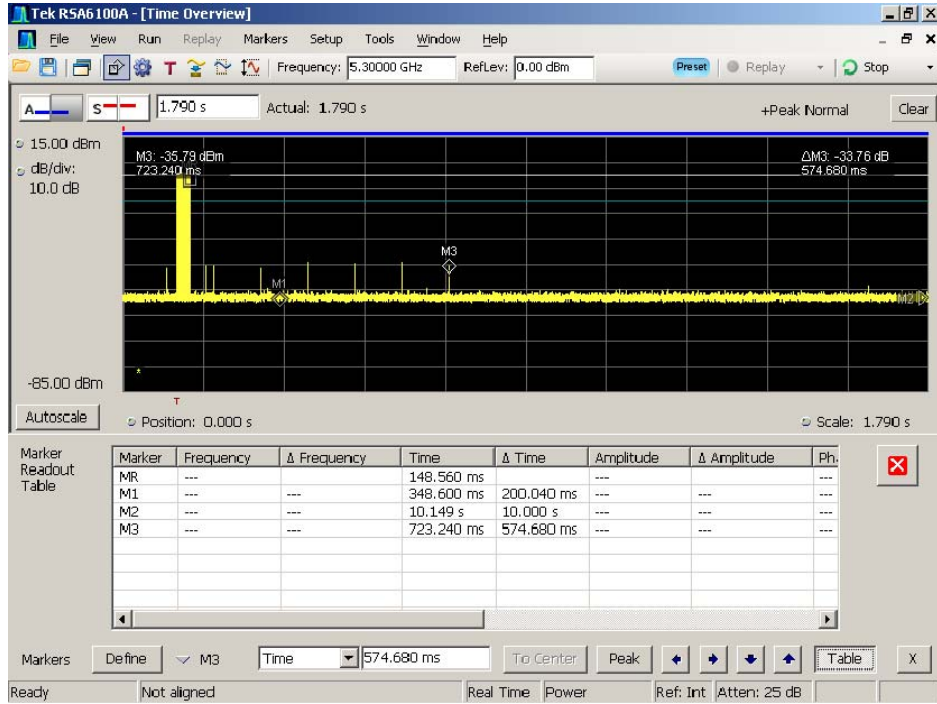 Tek RSA6100A - [Time Overview]
File View Run Replay Markers Setup Tools Window Help
T Frequency: 5.30000 GHz RefLev: 0.00 dBm Preset Replay Stop
A S 1.790 s Actual: 1.790 s +Peak Normal Clear
15.00 dBm
dB/div:
10.0 dB
M3: -35.79 dBm
723.240 ms
ΔM3: -33.76 dB
574.680 ms
M3
M1
M2
-85.00 dBm
T
Autoscale Position: 0.000 s Scale: 1.790 s
Marker Readout Table
Marker Frequency Δ Frequency Time Δ Time Amplitude Δ Amplitude Ph.
MR --- 148.560 ms --- ---
M1 --- --- 348.600 ms 200.040 ms --- --- ---
M2 --- --- 10.149 s 10.000 s --- --- ---
M3 --- --- 723.240 ms 574.680 ms --- --- ---
Markers Define M3 Time 574.680 ms To Center Peak Table X
Ready Not aligned Real Time Power Ref: Int Atten: 25 dB